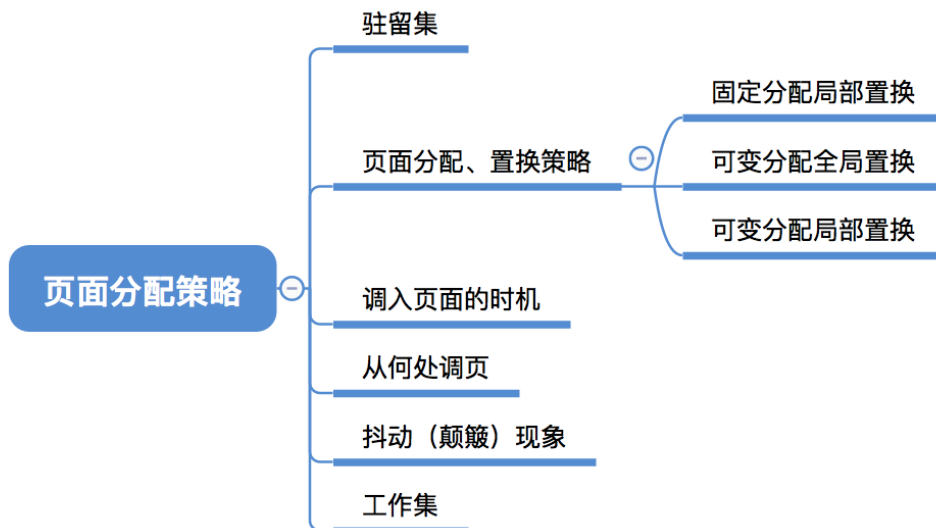 页面分配策略
驻留集
页面分配、置换策略
固定分配局部置换
可变分配全局置换
可变分配局部置换
调入页面的时机
从何处调页
抖动（颠簸）现象
工作集